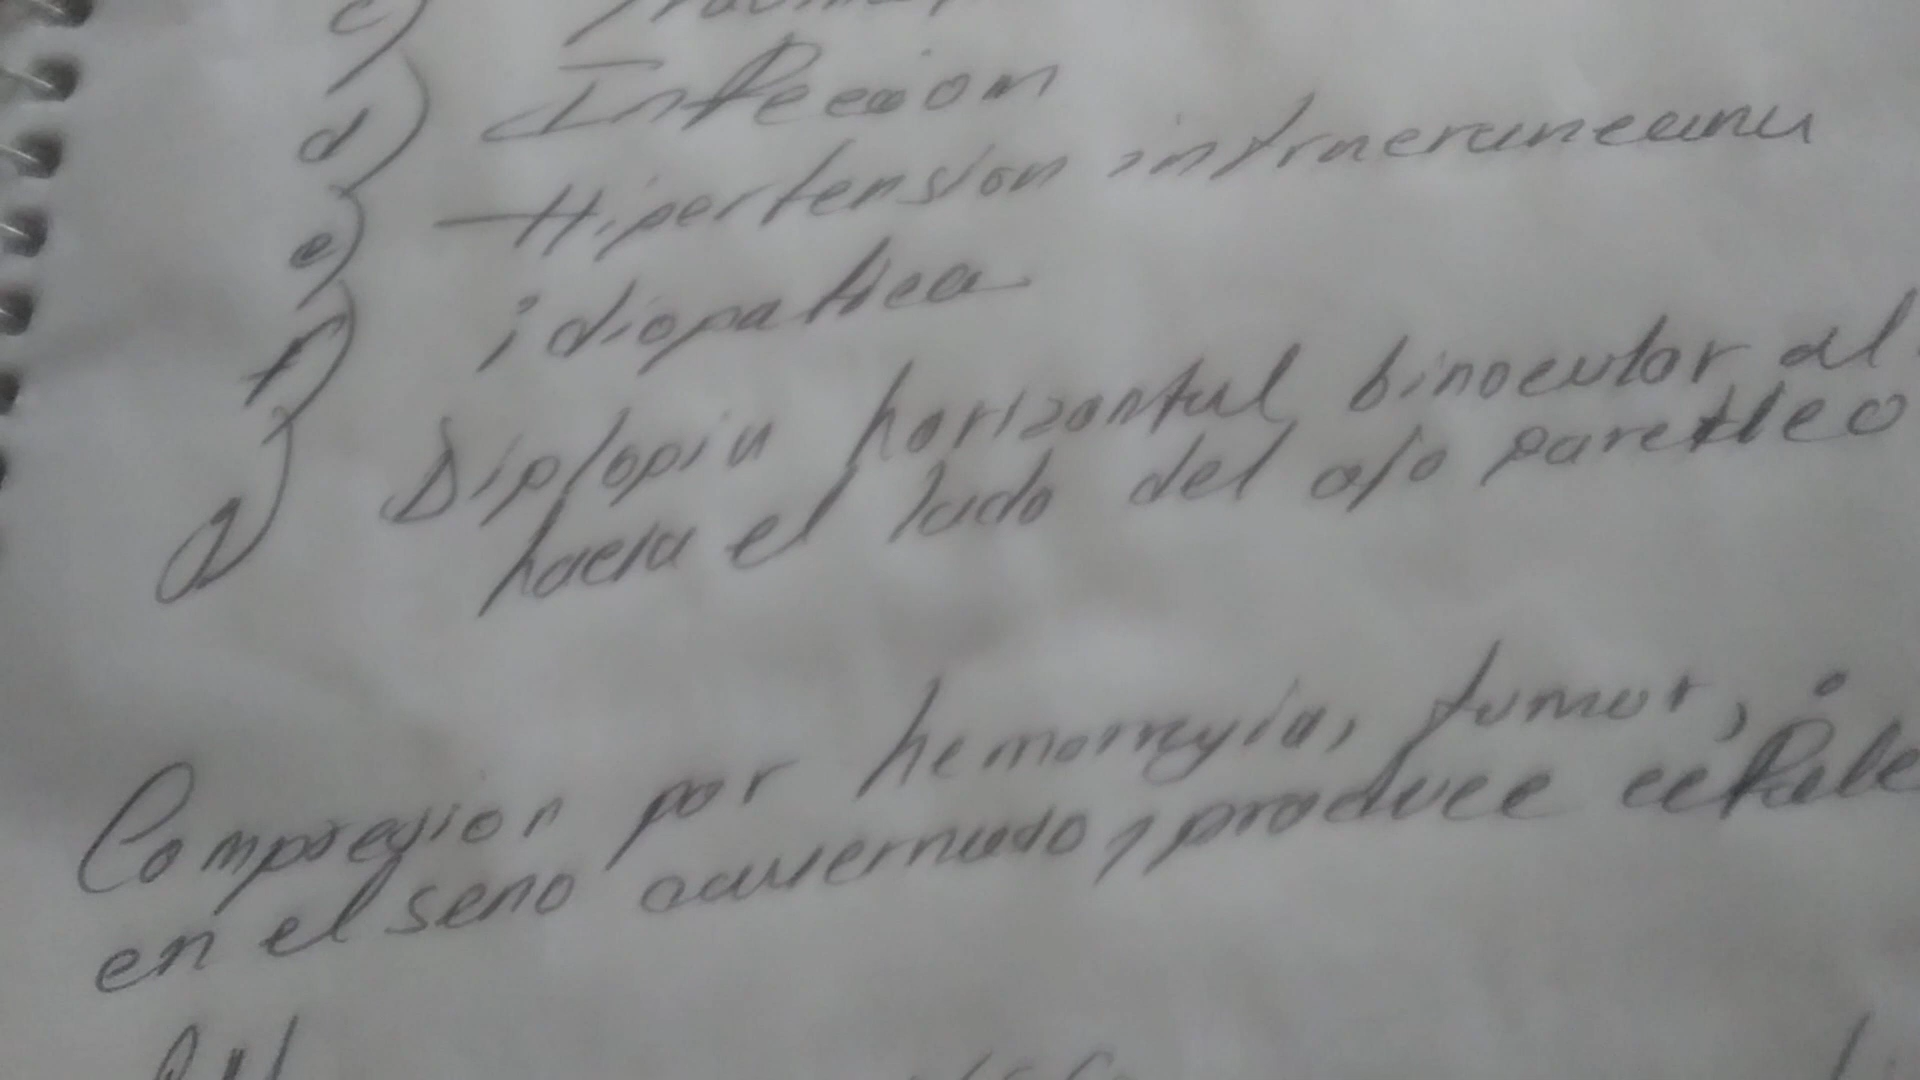 c)
d) Infección
e) Hipertension intracraneana
f) idiopatica
g) Diplopia horizontal binocular al
hacia el lado del ojo paretico
Compresion por hemorragia, tumor,
en el seno cavernoso, produce cefale